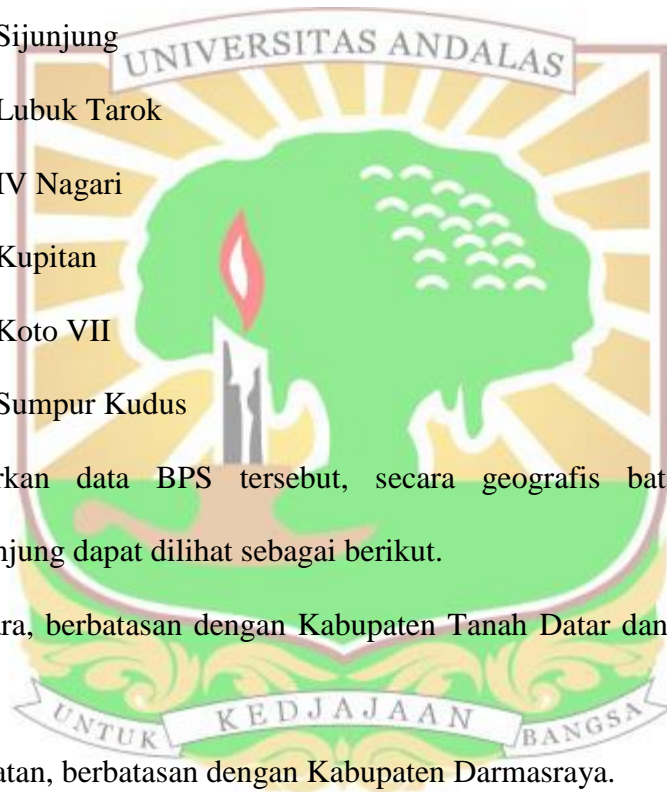 Sijunjung
UNIVERSITAS ANDALAS
Lubuk Tarok
IV Nagari
Kupitan
Koto VII
Sumpur Kudus
rkan data BPS tersebut, secara geografis bat
njung dapat dilihat sebagai berikut.
ara, berbatasan dengan Kabupaten Tanah Datar dan
UNTUK KEDJAJAAN BANGSA
atan, berbatasan dengan Kabupaten Darmasraya.